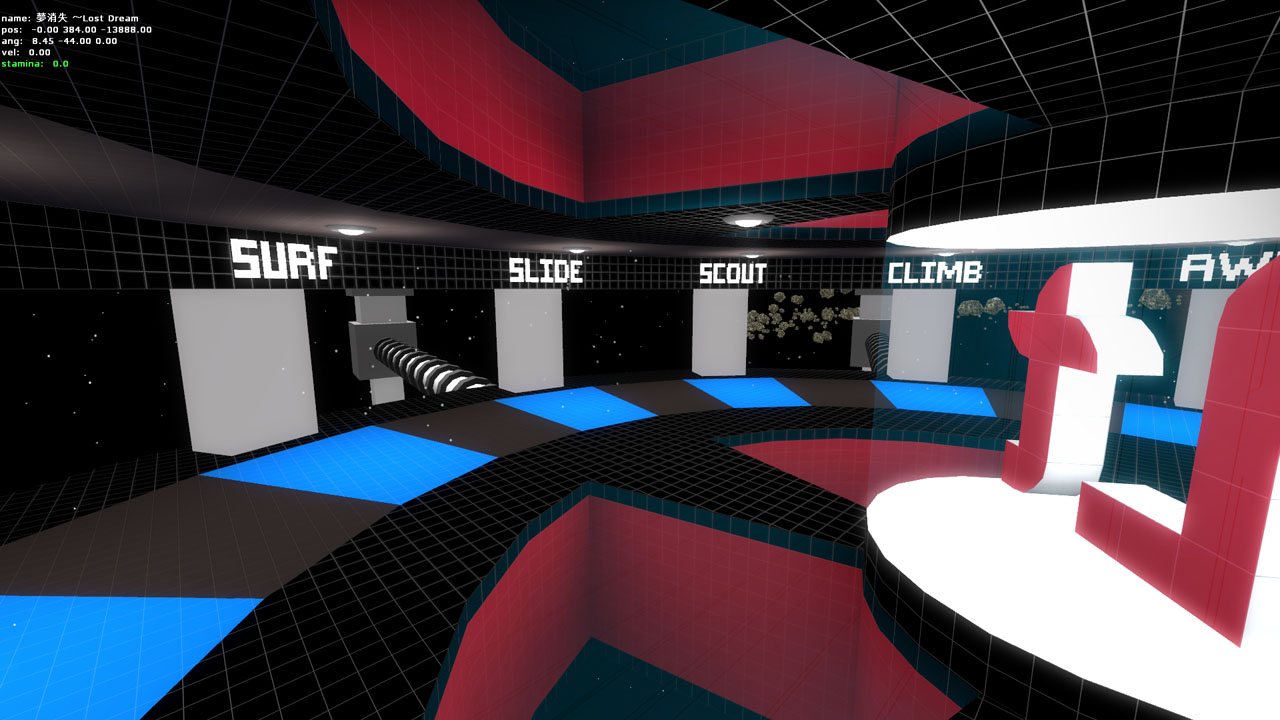 name: 夢消失 ～Lost Dream
pos: -0.00 384.00 -13888.00
ang: 8.45 -44.00 0.00
vel: 0.00
stamina: 0.0
SURF
SLIDE
SCOUT
CLIMB